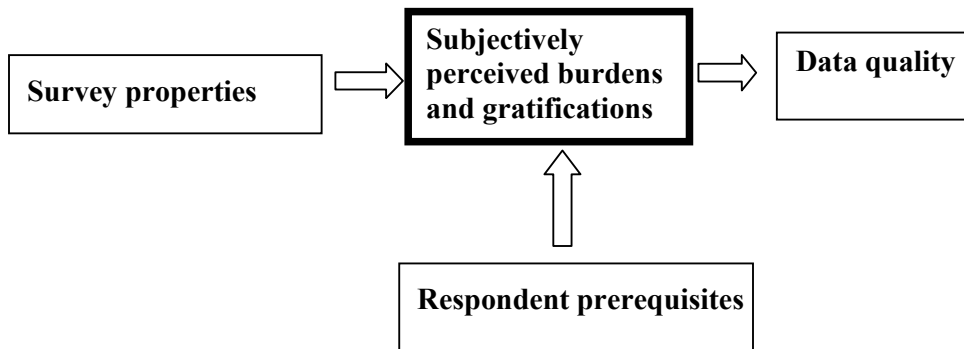 Survey properties
Subjectively
perceived burdens
and gratifications
Data quality
Respondent prerequisites